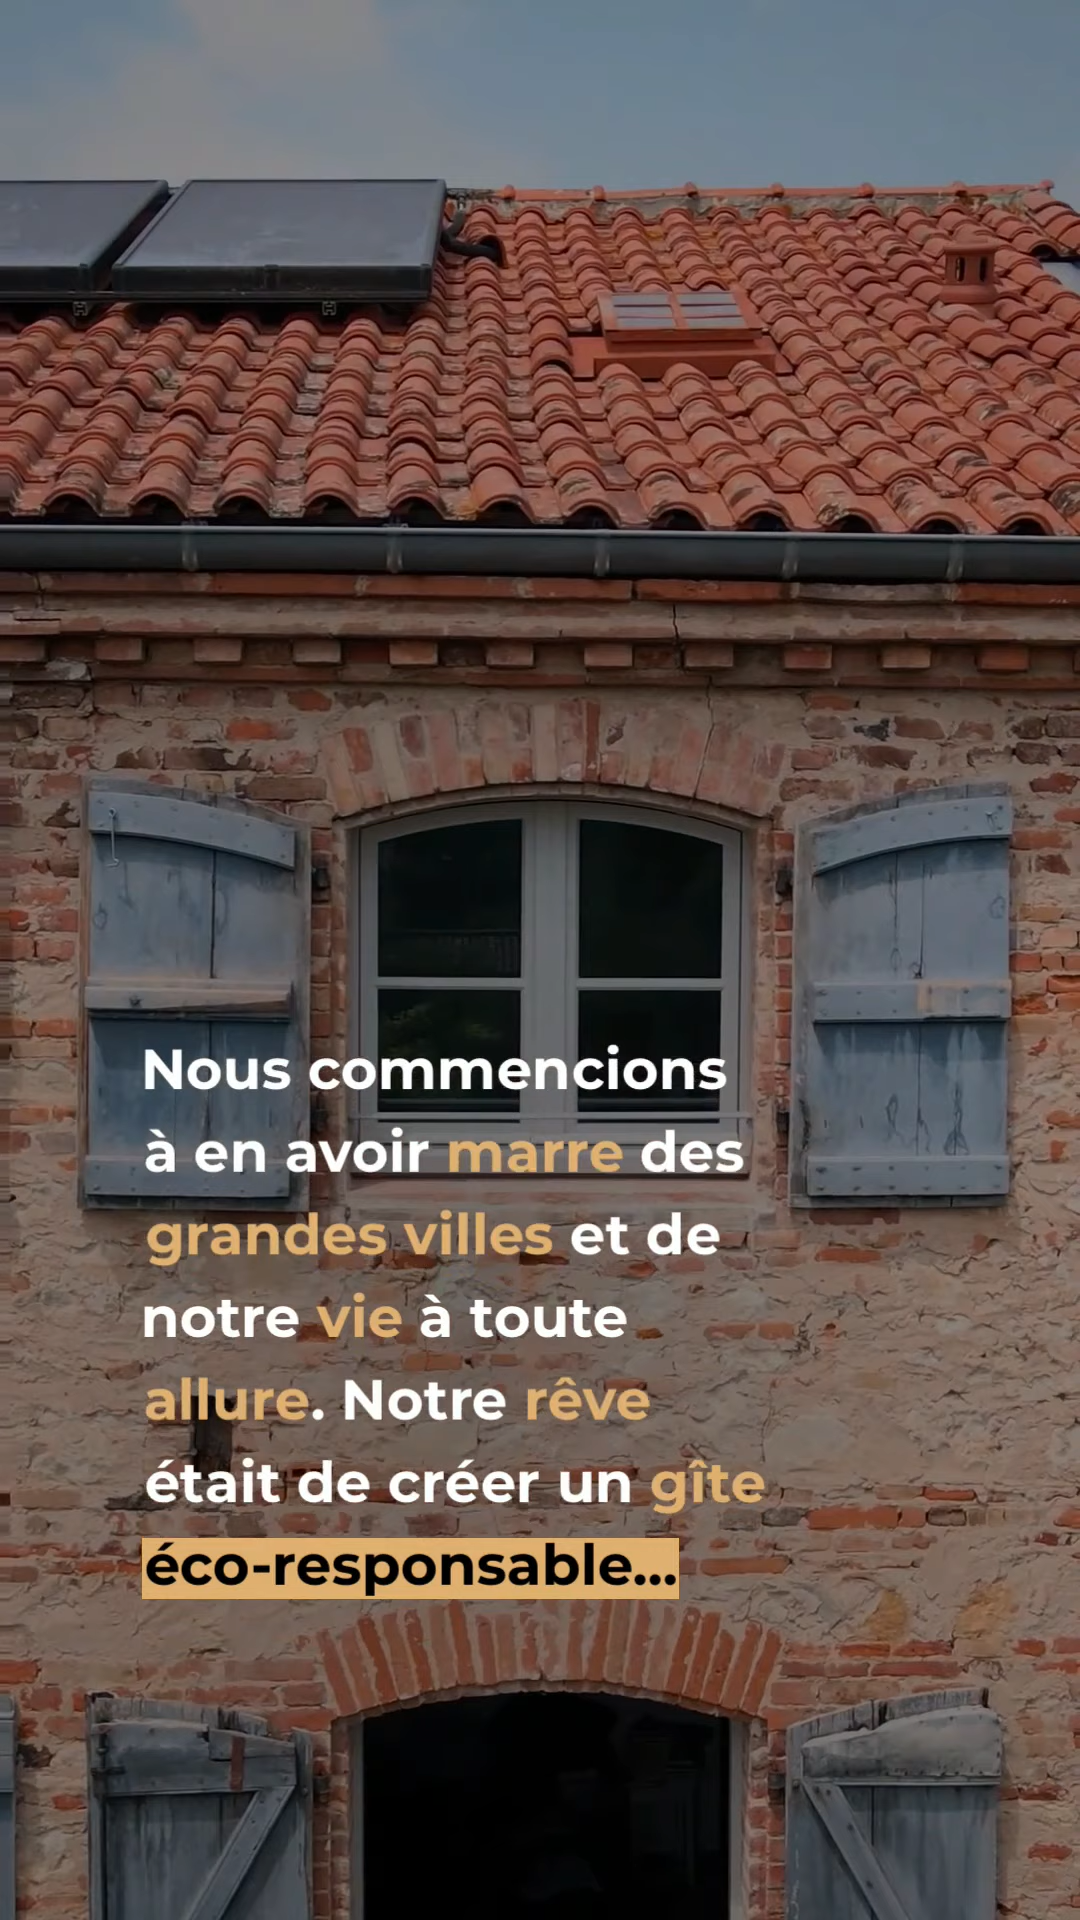 Nous commencions
à en avoir marre des
grandes villes et de
notre vie à toute
allure. Notre rêve
était de créer un gîte
éco-responsable...